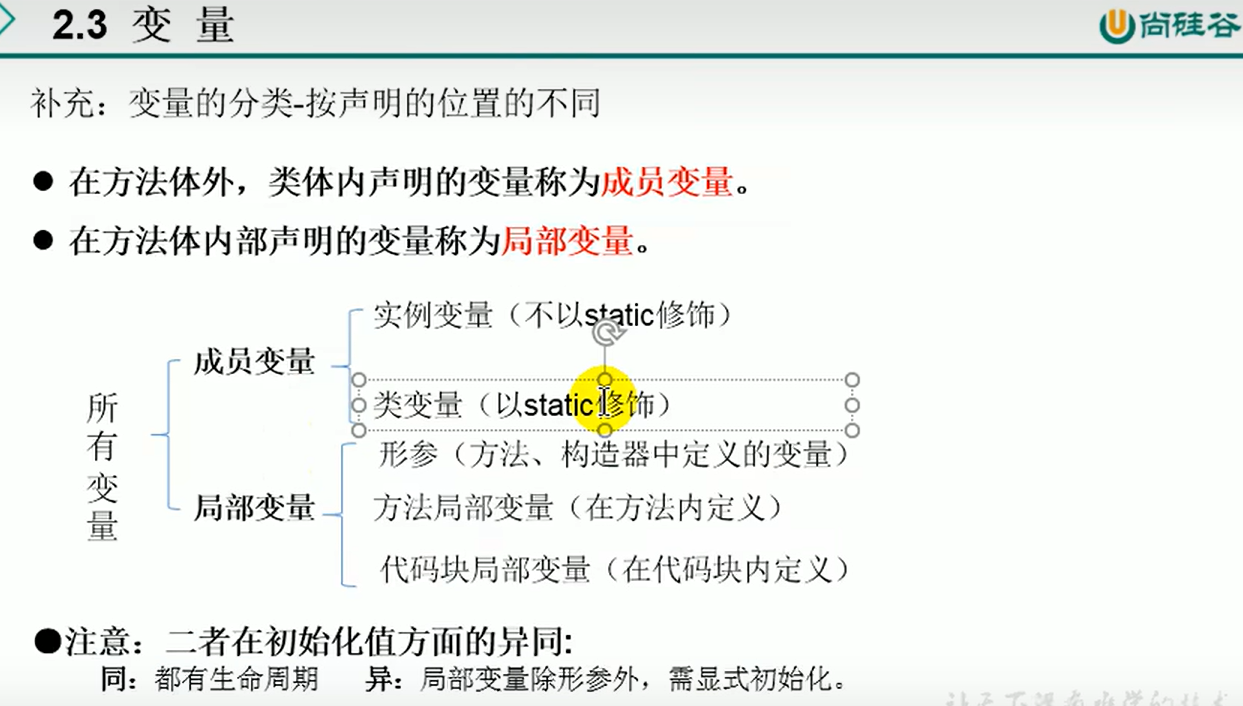 2.3 变 量
尚硅谷
补充：变量的分类-按声明的位置的不同
● 在方法体外，类体内声明的变量称为成员变量。
● 在方法体内部声明的变量称为局部变量。
所有变量
成员变量
实例变量（不以static修饰）
类变量（以static修饰）
局部变量
形参（方法、构造器中定义的变量）
方法局部变量（在方法内定义）
代码块局部变量（在代码块内定义）
●注意：二者在初始化值方面的异同:
同：都有生命周期 异：局部变量除形参外，需显式初始化。